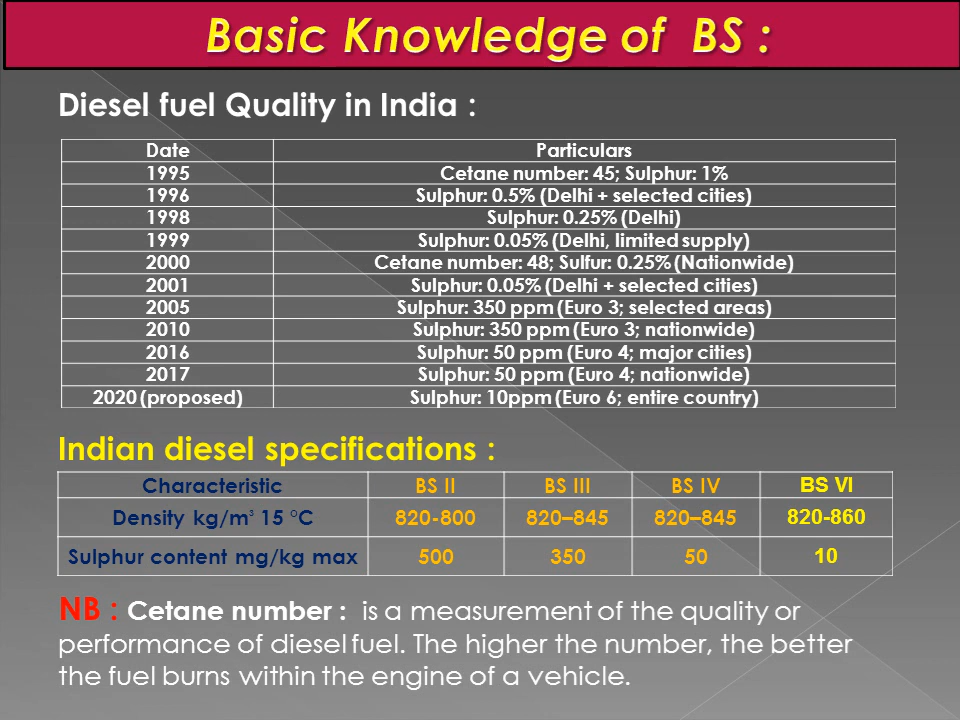 Basic Knowledge of BS :
Diesel fuel Quality in India :
Date Particulars
1995 Cetane number: 45; Sulphur: 1%
1996 Sulphur: 0.5% (Delhi + selected cities)
1998 Sulphur: 0.25% (Delhi)
1999 Sulphur: 0.05% (Delhi, limited supply)
2000 Cetane number: 48; Sulfur: 0.25% (Nationwide)
2001 Sulphur: 0.05% (Delhi + selected cities)
2005 Sulphur: 350 ppm (Euro 3; selected areas)
2010 Sulphur: 350 ppm (Euro 3; nationwide)
2016 Sulphur: 50 ppm (Euro 4; major cities)
2017 Sulphur: 50 ppm (Euro 4; nationwide)
2020 (proposed) Sulphur: 10ppm (Euro 6; entire country)
Indian diesel specifications :
Characteristic BS II BS III BS IV BS VI
Density kg/m³ 15 °C 820-800 820–845 820–845 820-860
Sulphur content mg/kg max 500 350 50 10
NB : Cetane number : is a measurement of the quality or
performance of diesel fuel. The higher the number, the better
the fuel burns within the engine of a vehicle.